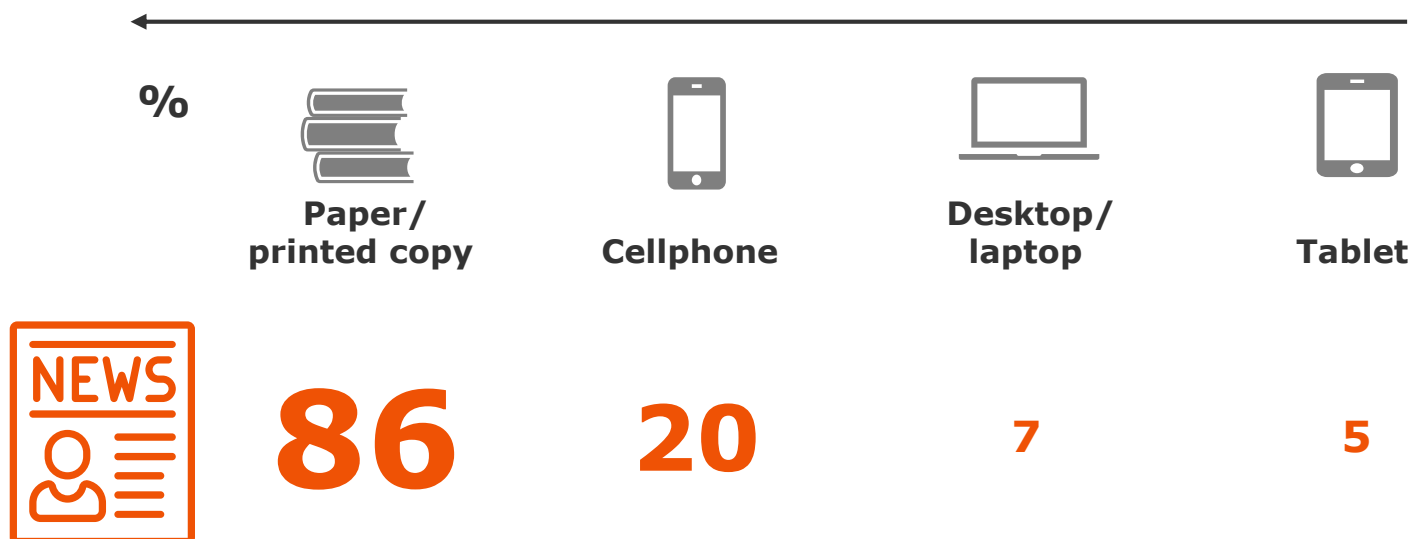 %
Paper/
printed copy
Cellphone
Desktop/
laptop
Tablet
NEWS
86
20
7
5